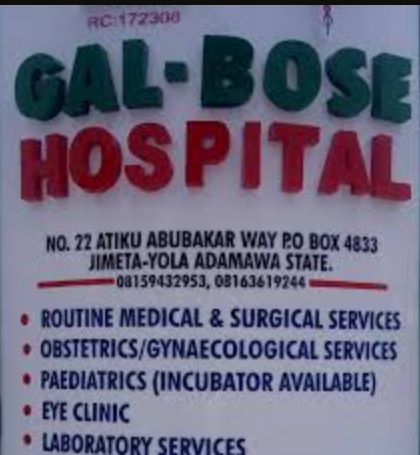 RC:172308
GAL-BOSE
HOSPITAL
NO. 22 ATIKU ABUBAKAR WAY P.O BOX 4833
JIMETA-YOLA ADAMAWA STATE.
08159432953, 08163619244
• ROUTINE MEDICAL & SURGICAL SERVICES
• OBSTETRICS/GYNAECOLOGICAL SERVICES
• PAEDIATRICS (INCUBATOR AVAILABLE)
• EYE CLINIC
• LABORATORY SERVICES